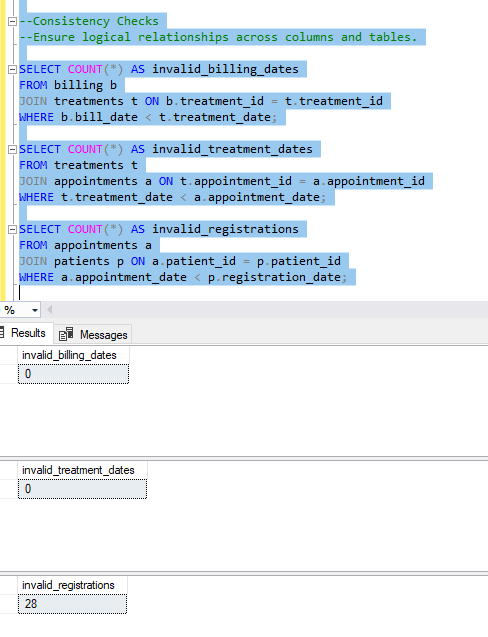 --Consistency Checks
--Ensure logical relationships across columns and tables.
SELECT COUNT(*) AS invalid_billing_dates
FROM billing b
JOIN treatments t ON b.treatment_id = t.treatment_id
WHERE b.bill_date < t.treatment_date;
SELECT COUNT(*) AS invalid_treatment_dates
FROM treatments t
JOIN appointments a ON t.appointment_id = a.appointment_id
WHERE t.treatment_date < a.appointment_date;
SELECT COUNT(*) AS invalid_registrations
FROM appointments a
JOIN patients p ON a.patient_id = p.patient_id
WHERE a.appointment_date < p.registration_date;
%
Results Messages
invalid_billing_dates
0
invalid_treatment_dates
0
invalid_registrations
28